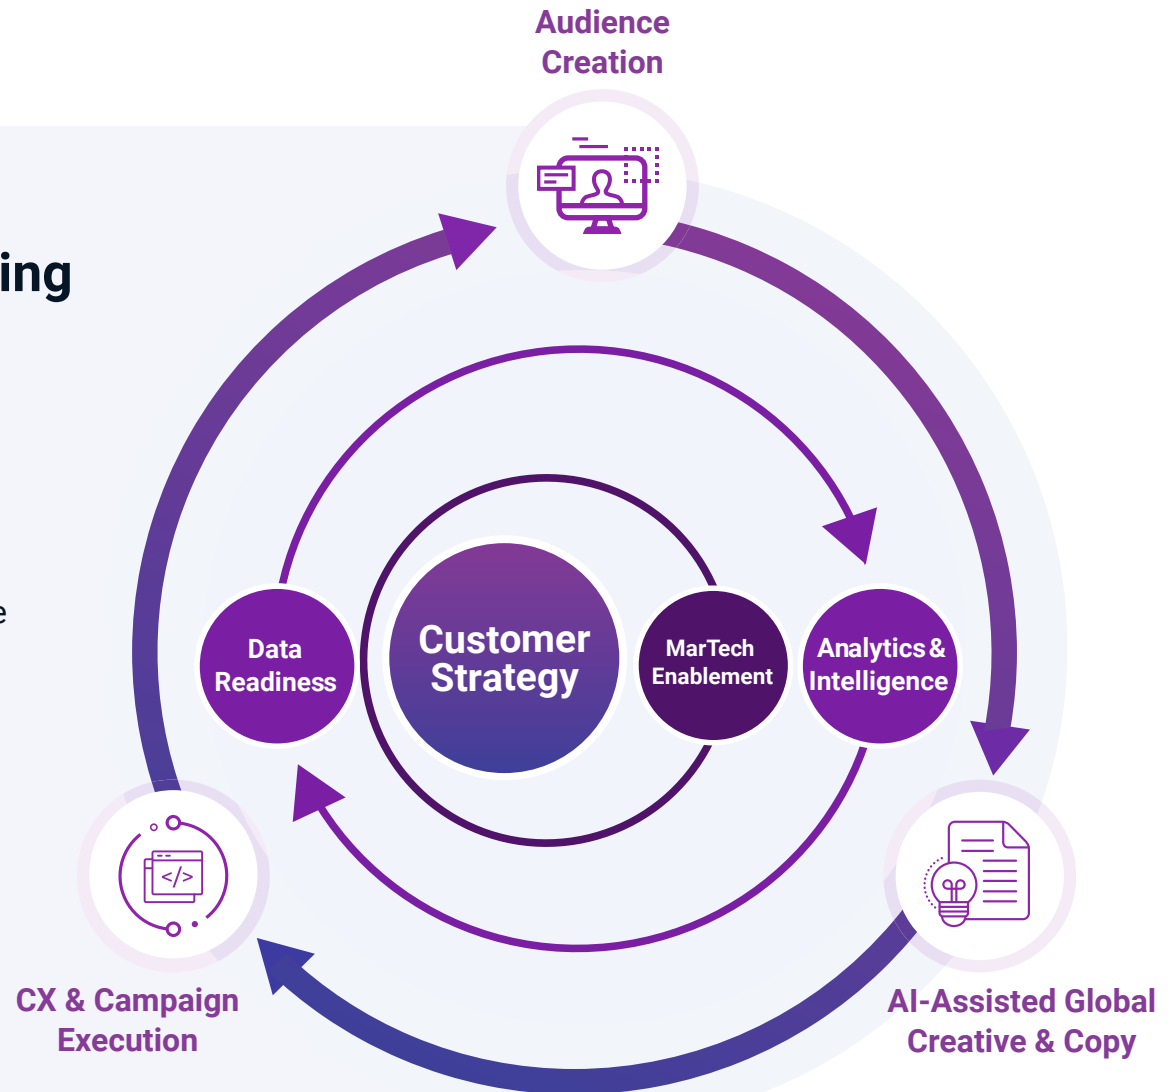 Audience
Creation
ing
e
Data
Readiness
Customer
Strategy
MarTech
Enablement
Analytics &
Intelligence
</>
CX & Campaign
Execution
AI-Assisted Global
Creative & Copy